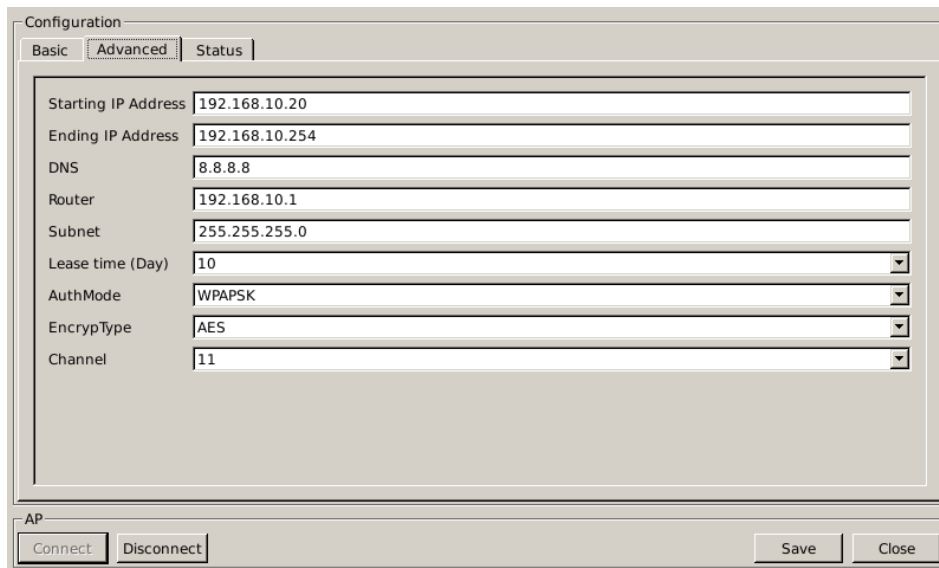 Configuration
Basic Advanced Status
Starting IP Address 192.168.10.20
Ending IP Address 192.168.10.254
DNS 8.8.8.8
Router 192.168.10.1
Subnet 255.255.255.0
Lease time (Day) 10
AuthMode WPAPSK
EncrypType AES
Channel 11
AP
Connect Disconnect Save Close